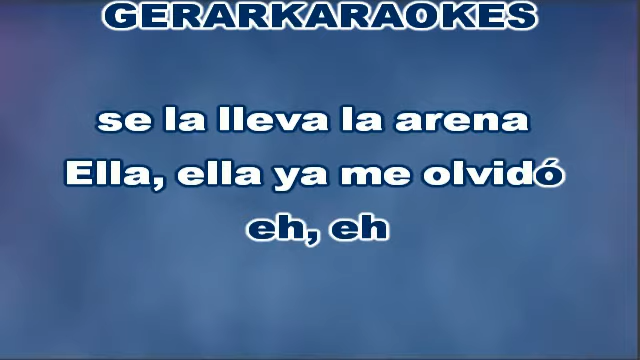 GERARKARAOKES
se la lleva la arena
Ella, ella ya me olvidó
eh, eh